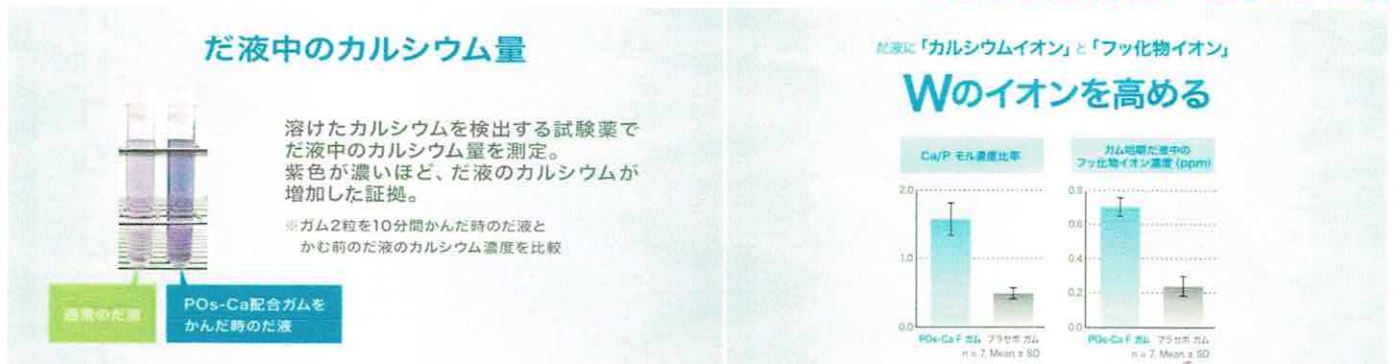 だ液中のカルシウム量
溶けたカルシウムを検出する試験薬で
だ液中のカルシウム量を測定。
紫色が濃いほど、だ液のカルシウムが
増加した証拠。
※ガム2粒を10分間かんだ時のだ液と
かむ前のだ液のカルシウム濃度を比較
通常のだ液
POs-Ca配合ガムを
かんだ時のだ液
だ液に「カルシウムイオン」と「フッ化物イオン」
Wのイオンを高める
Ca/P モル濃度比率
2.0
1.0
0.0
POs-Ca F ガム プラセボ ガム
n = 7, Mean ± SD
ガム咀嚼だ液中の
フッ化物イオン濃度 (ppm)
0.8
0.6
0.4
0.2
0.0
POs-Ca F ガム プラセボ ガム
n = 7, Mean ± SD